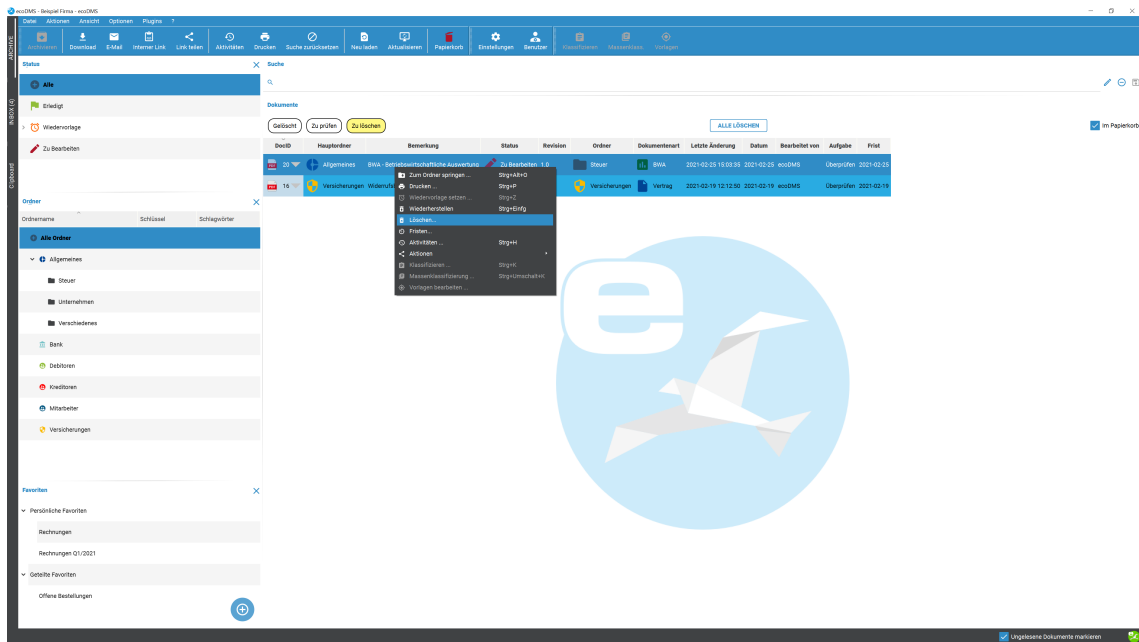 ecoDMS - Beispiel Firma - ecoDMS
Datei Aktionen Ansicht Optionen Plugins ?
Archivieren Download E-Mail Interner Link Link teilen Aktivitäten Drucken Suche zurücksetzen Neu laden Aktualisieren Papierkorb Einstellungen Benutzer Klassifizieren Massenklass. Vorlagen
ARCHIVE
INBOX (4)
Clipboard
Status
Alle
Erledigt
Wiedervorlage
Zu Bearbeiten
Ordner
Ordnername Schlüssel Schlagwörter
Alle Ordner
Allgemeines
Steuer
Unternehmen
Verschiedenes
Bank
Debitoren
Kreditoren
Mitarbeiter
Versicherungen
Favoriten
Persönliche Favoriten
Rechnungen
Rechnungen Q1/2021
Geteilte Favoriten
Offene Bestellungen
Suche
Dokumente
Gelöscht Zu prüfen Zu löschen ALLE LÖSCHEN Im Papierkorb
DocID Hauptordner Bemerkung Status Revision Ordner Dokumentenart Letzte Änderung Datum Bearbeitet von Aufgabe Frist
20 Allgemeines BWA - Betriebswirtschaftliche Auswertung Zu Bearbeiten 1.0 Steuer BWA 2021-02-25 15:03:35 2021-02-25 ecoDMS Überprüfen 2021-02-25
16 Versicherungen Widerrufs Versicherungen Vertrag 2021-02-19 12:12:50 2021-02-19 ecoDMS Überprüfen 2021-02-19
Zum Ordner springen ... Strg+Alt+O
Drucken ... Strg+P
Wiedervorlage setzen ... Strg+Z
Wiederherstellen Strg+Einfg
Löschen...
Fristen...
Aktivitäten ... Strg+H
Aktionen
Klassifizieren ... Strg+K
Massenklassifizierung ... Strg+Umschalt+K
Vorlagen bearbeiten ...
e
Ungelesene Dokumente markieren